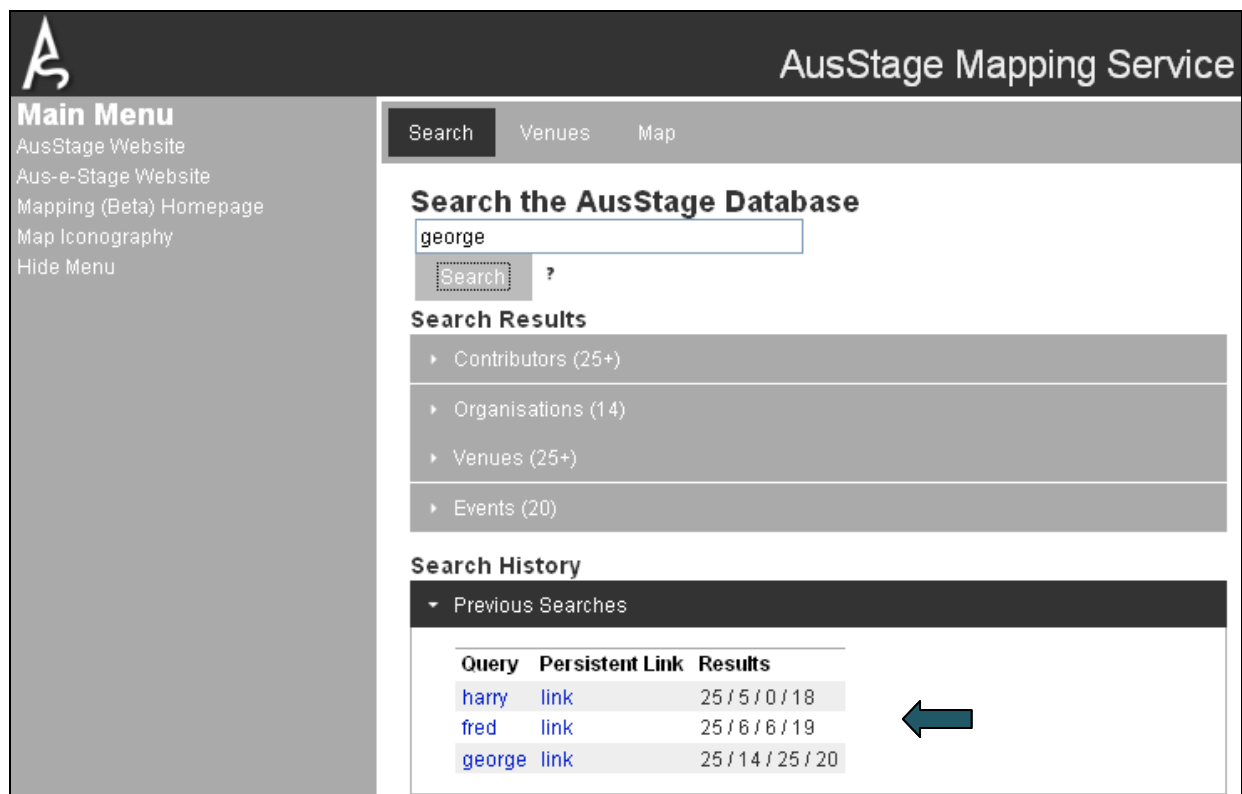 AusStage Mapping Service
Main Menu
AusStage Website
Aus-e-Stage Website
Mapping (Beta) Homepage
Map Iconography
Hide Menu
Search Venues Map
Search the AusStage Database
george
Search ?
Search Results
Contributors (25+)
Organisations (14)
Venues (25+)
Events (20)
Search History
Previous Searches
Query Persistent Link Results
harry link 25 / 5 / 0 / 18
fred link 25 / 6 / 6 / 19
george link 25 / 14 / 25 / 20